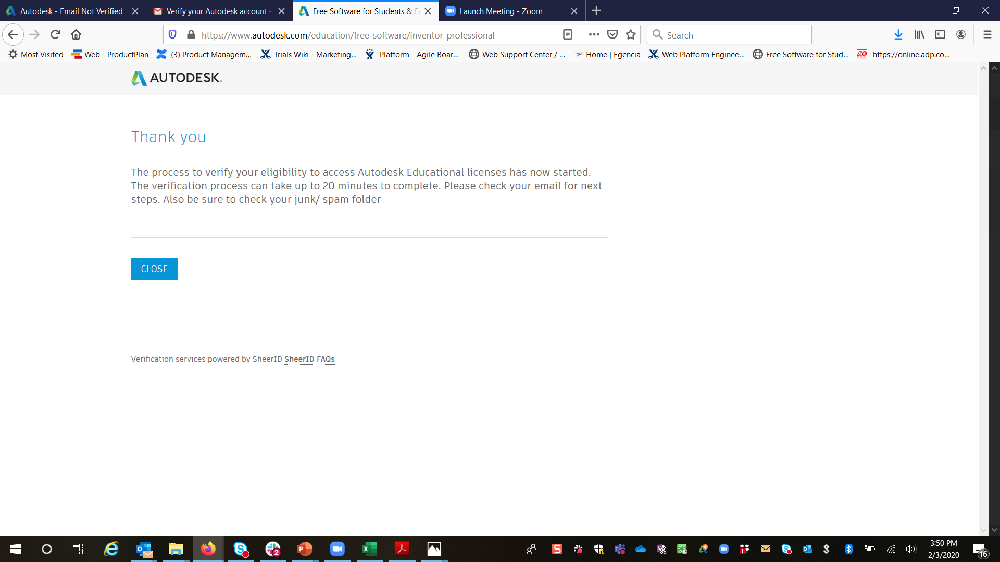 Autodesk - Email Not Verified
Verify your Autodesk account -
Free Software for Students &
Launch Meeting - Zoom
https://www.autodesk.com/education/free-software/inventor-professional
Search
Most Visited
Web - ProductPlan
(3) Product Managem...
Trials Wiki - Marketing...
Platform - Agile Boar...
Web Support Center / ...
Home | Egencia
Web Platform Enginee...
Free Software for Stud...
https://online.adp.co...
AUTODESK
Thank you
The process to verify your eligibility to access Autodesk Educational licenses has now started.
The verification process can take up to 20 minutes to complete. Please check your email for next
steps. Also be sure to check your junk/ spam folder
CLOSE
Verification services powered by SheerID SheerID FAQs
3:50 PM
2/3/2020
16